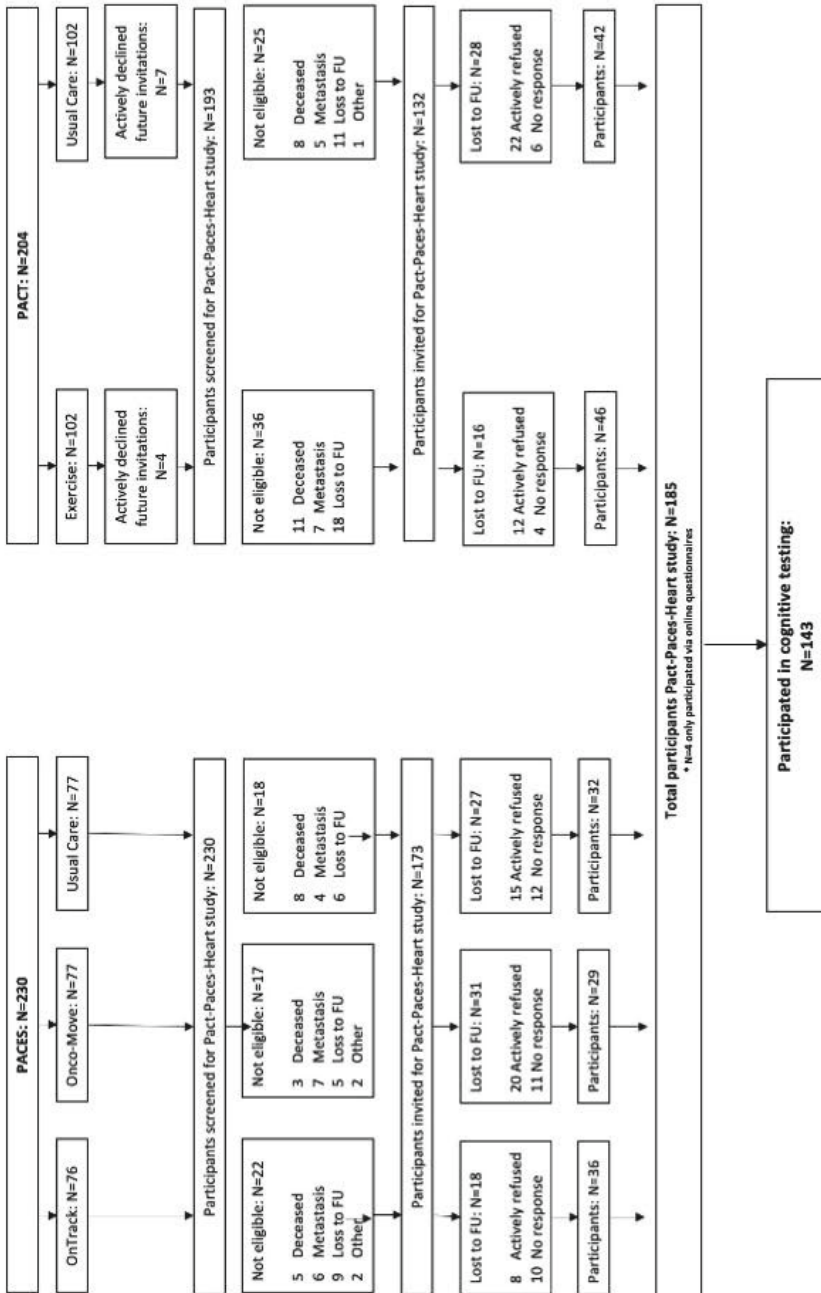 PACES: N=230
OnTrack: N=76
Onco-Move: N=77
Usual Care: N=77
Participants screened for Pact-Paces-Heart study: N=230
Not eligible: N=22
5 Deceased
6 Metastasis
9 Loss to FU
2 Other
Not eligible: N=17
3 Deceased
7 Metastasis
5 Loss to FU
2 Other
Not eligible: N=18
8 Deceased
4 Metastasis
6 Loss to FU
Participants invited for Pact-Paces-Heart study: N=173
Lost to FU: N=18
8 Actively refused
10 No response
Lost to FU: N=31
20 Actively refused
11 No response
Lost to FU: N=27
15 Actively refused
12 No response
Participants: N=36
Participants: N=29
Participants: N=32
PACT: N=204
Exercise: N=102
Usual Care: N=102
Actively declined
future invitations:
N=4
Actively declined
future invitations:
N=7
Participants screened for Pact-Paces-Heart study: N=193
Not eligible: N=36
11 Deceased
7 Metastasis
18 Loss to FU
Not eligible: N=25
8 Deceased
5 Metastasis
11 Loss to FU
1 Other
Participants invited for Pact-Paces-Heart study: N=132
Lost to FU: N=16
12 Actively refused
4 No response
Lost to FU: N=28
22 Actively refused
6 No response
Participants: N=46
Participants: N=42
Total participants Pact-Paces-Heart study: N=185
* N=4 only participated via online questionnaires
Participated in cognitive testing:
N=143